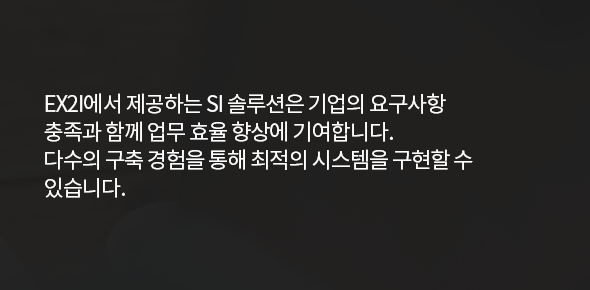 EX2I에서 제공하는 SI 솔루션은 기업의 요구사항
충족과 함께 업무 효율 향상에 기여합니다.
다수의 구축 경험을 통해 최적의 시스템을 구현할 수
있습니다.